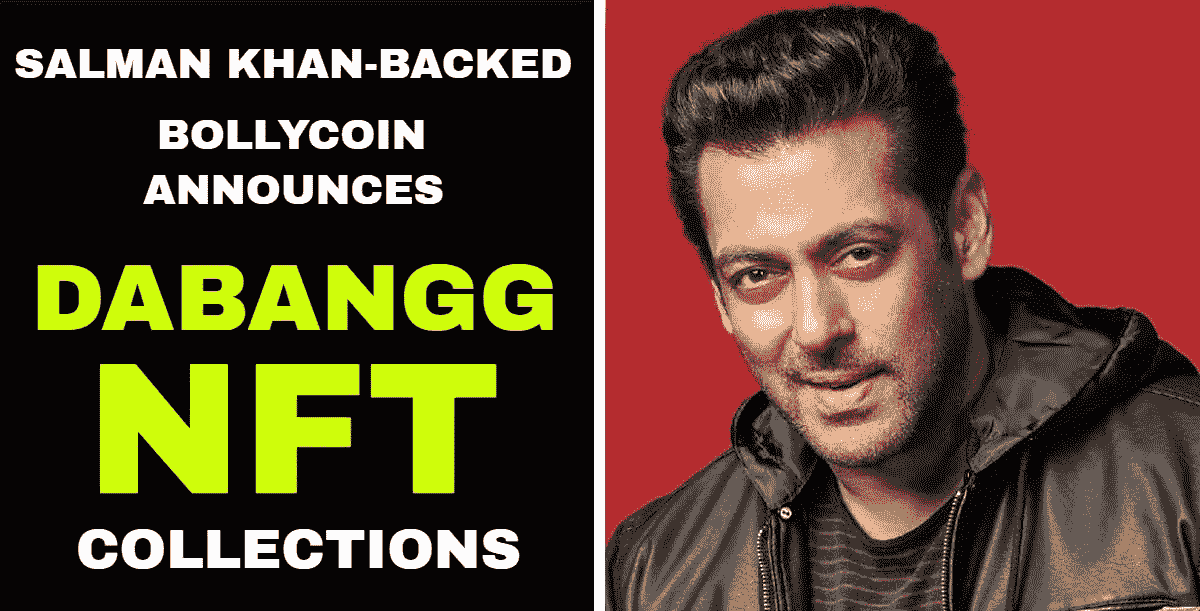 SALMAN KHAN-BACKED
BOLLYCOIN
ANNOUNCES
DABANGG
NFT
COLLECTIONS